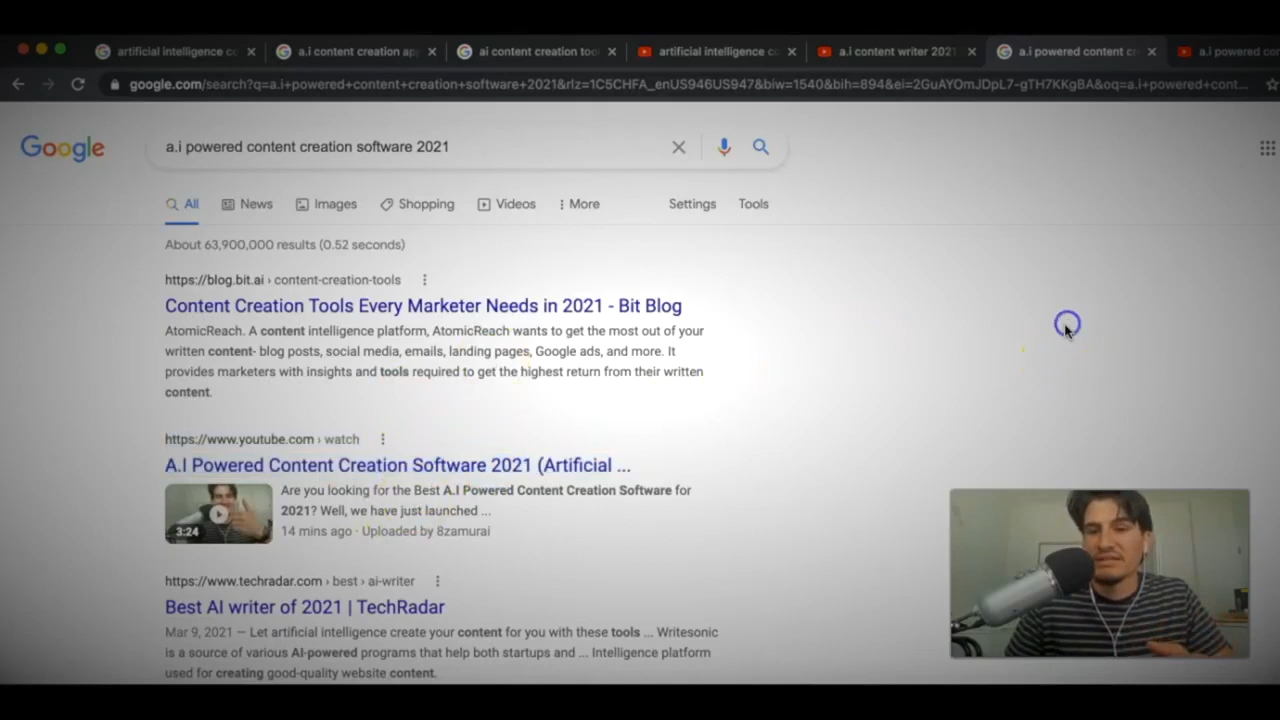 artificial intelligence co
a.i content creation ap
ai content creation too
artificial intelligence co
a.i content writer 2021
a.i powered content cr
a.i powered co
google.com/search?q=a.i+powered+content+creation+software+2021&rlz=1C5CHFA_enUS946US947&biw=1540&bih=894&ei=2GuAYOmJDpL7-gTH7KKgBA&oq=a.i+powered+cont...
Google
a.i powered content creation software 2021
All
News
Images
Shopping
Videos
More
Settings
Tools
About 63,900,000 results (0.52 seconds)
https://blog.bit.ai › content-creation-tools
Content Creation Tools Every Marketer Needs in 2021 - Bit Blog
AtomicReach. A content intelligence platform, AtomicReach wants to get the most out of your
written content- blog posts, social media, emails, landing pages, Google ads, and more. It
provides marketers with insights and tools required to get the highest return from their written
content.
https://www.youtube.com › watch
A.I Powered Content Creation Software 2021 (Artificial ...
Are you looking for the Best A.I Powered Content Creation Software for
2021? Well, we have just launched ...
3:24
14 mins ago · Uploaded by 8zamurai
https://www.techradar.com › best › ai-writer
Best AI writer of 2021 | TechRadar
Mar 9, 2021 — Let artificial intelligence create your content for you with these tools ... Writesonic
is a source of various AI-powered programs that help both startups and ... Intelligence platform
used for creating good-quality website content.